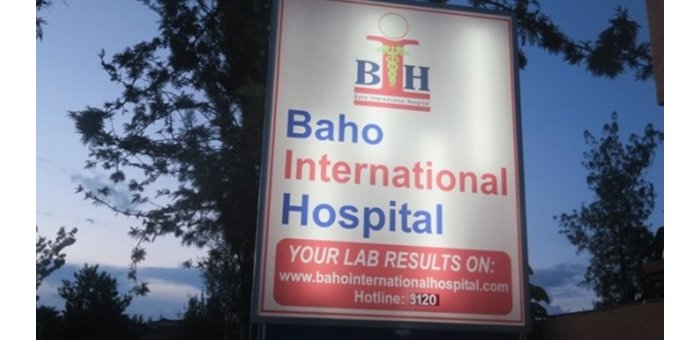 BIH
Baho International Hospital
Baho
International
Hospital
YOUR LAB RESULTS ON:
www.bahointernationalhospital.com
Hotline: 3120